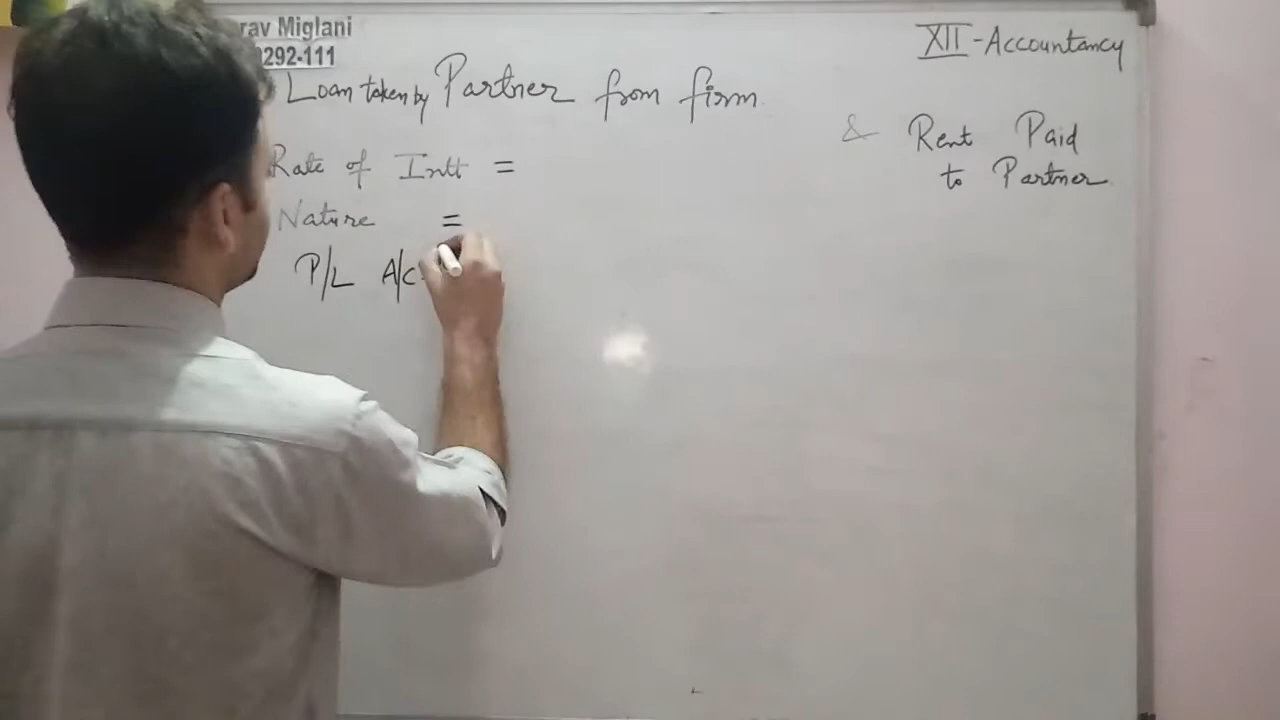 rav Miglani
9292-111
XII-Accountancy
Loan taken by Partner from firm.
& Rent Paid
to Partner.
Rate of Intt =
Nature =
P/L A/c